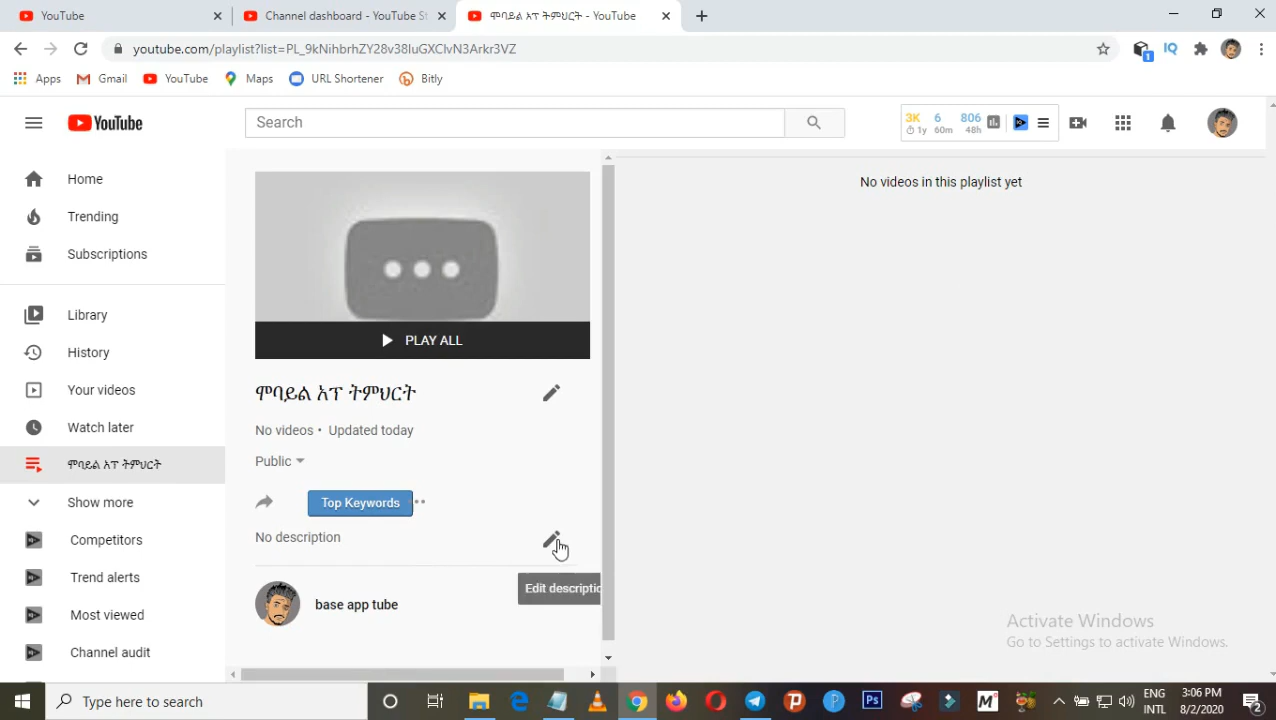 YouTube
Channel dashboard - YouTube St
ሞባይል አፕ ትምህርት - YouTube
youtube.com/playlist?list=PL_9kNihbrhZY28v38IuGXCIvN3Arkr3VZ
Apps
Gmail
YouTube
Maps
URL Shortener
Bitly
1
IQ
YouTube
Search
3K 6 806
1y 60m 48h
Home
Trending
Subscriptions
Library
History
Your videos
Watch later
ሞባይል አፕ ትምህርት
Show more
Competitors
Trend alerts
Most viewed
Channel audit
PLAY ALL
ሞባይል አፕ ትምህርት
No videos • Updated today
Public
Top Keywords
No description
Edit descriptio
base app tube
No videos in this playlist yet
Activate Windows
Go to Settings to activate Windows.
Type here to search
ENG
INTL
3:06 PM
8/2/2020
2